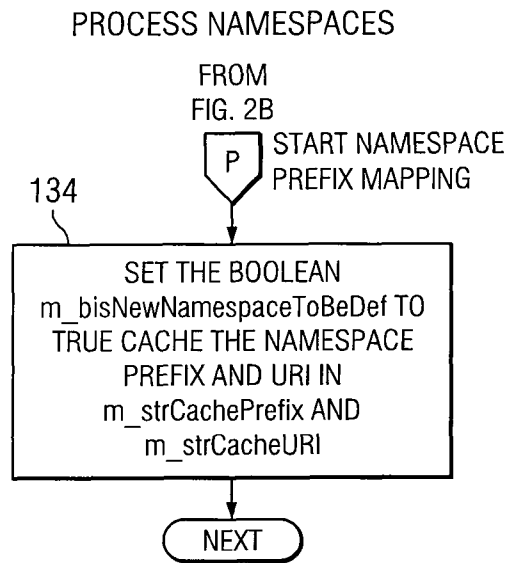 PROCESS NAMESPACES
FROM
FIG. 2B
P
START NAMESPACE
PREFIX MAPPING
134
SET THE BOOLEAN
m_bisNewNamespaceToBeDef TO
TRUE CACHE THE NAMESPACE
PREFIX AND URI IN
m_strCachePrefix AND
m_strCacheURI
NEXT